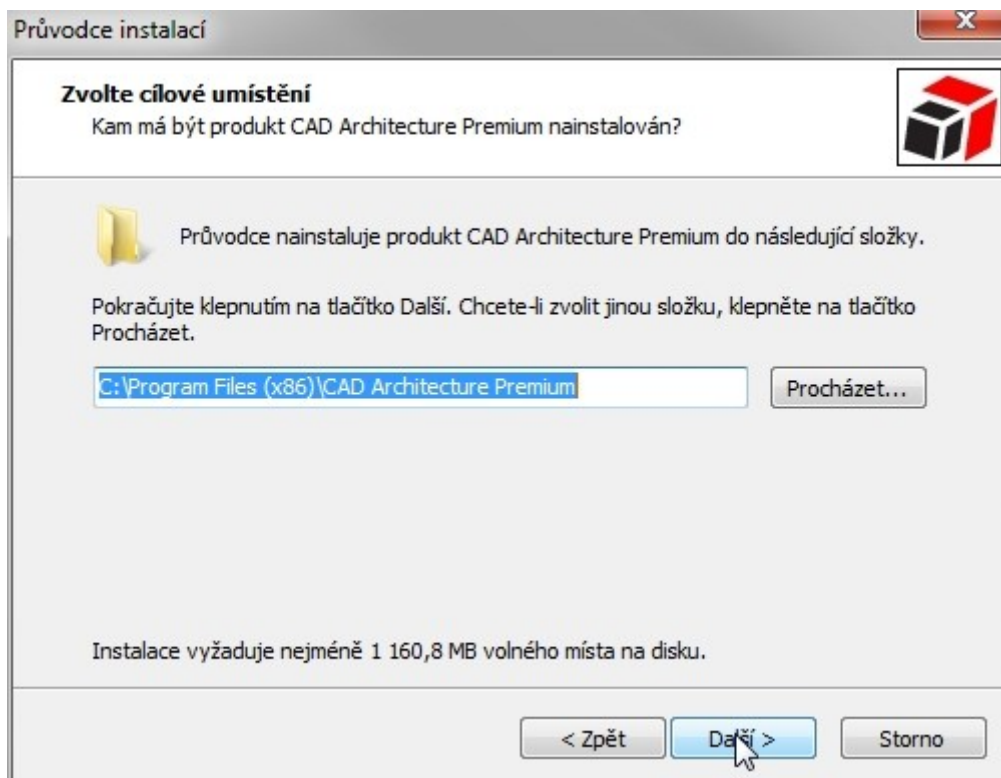 Průvodce instalací
Zvolte cílové umístění
Kam má být produkt CAD Architecture Premium nainstalován?
Průvodce nainstaluje produkt CAD Architecture Premium do následující složky.
Pokračujte klepnutím na tlačítko Další. Chcete-li zvolit jinou složku, klepněte na tlačítko
Procházet.
C:\Program Files (x86)\CAD Architecture Premium
Procházet...
Instalace vyžaduje nejméně 1 160,8 MB volného místa na disku.
< Zpět
Další >
Storno